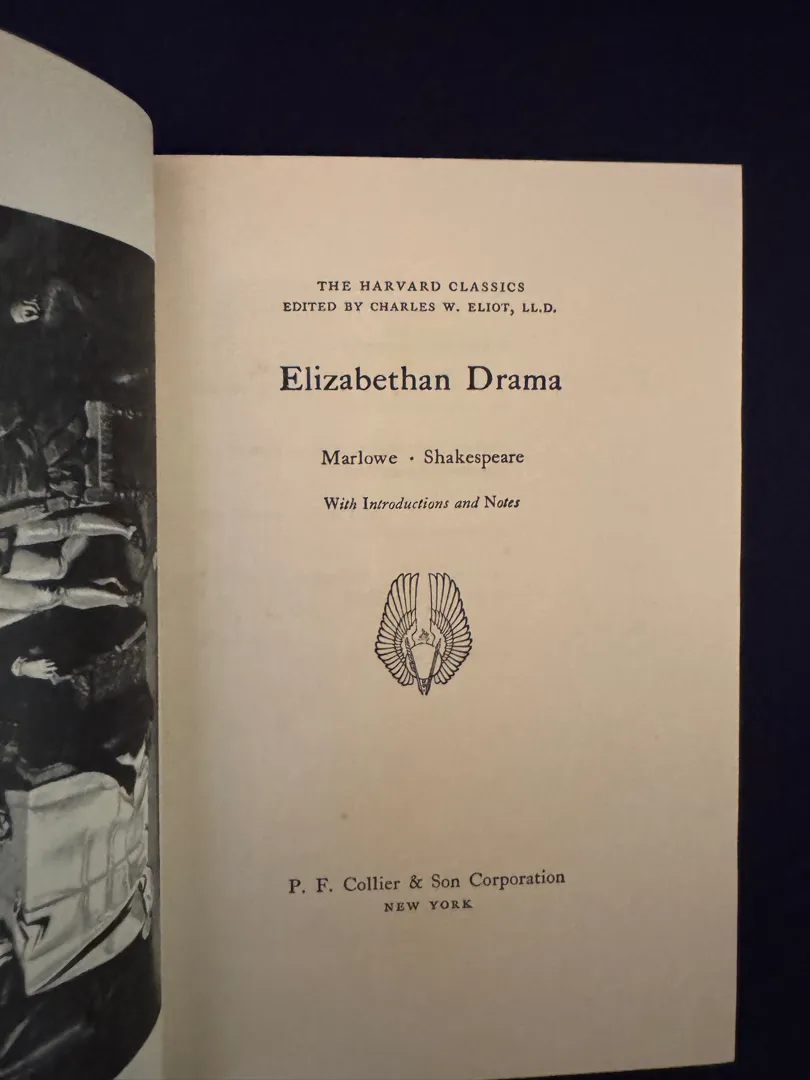 THE HARVARD CLASSICS
EDITED BY CHARLES W. ELIOT, LL.D.
Elizabethan Drama
Marlowe · Shakespeare
With Introductions and Notes
P. F. Collier & Son Corporation
NEW YORK